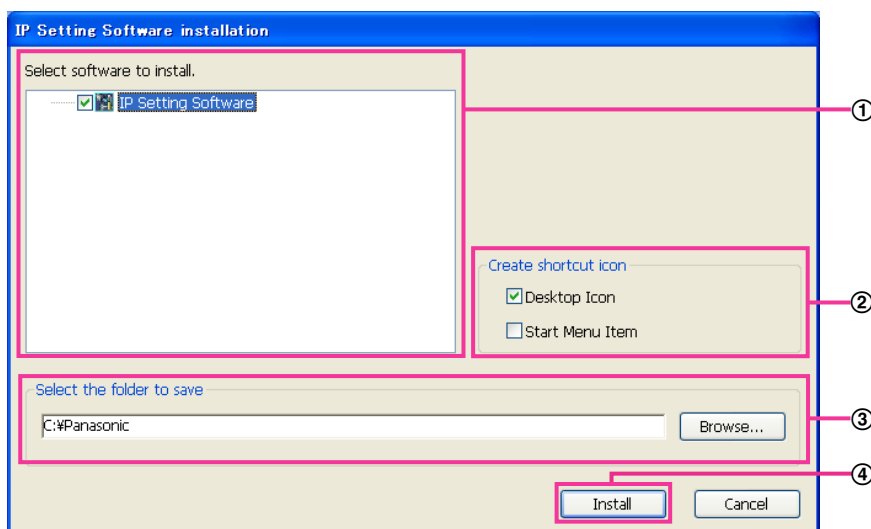 IP Setting Software installation
Select software to install.
IP Setting Software
①
Create shortcut icon
Desktop Icon
Start Menu Item
②
Select the folder to save
C:¥Panasonic
Browse...
③
④
Install
Cancel